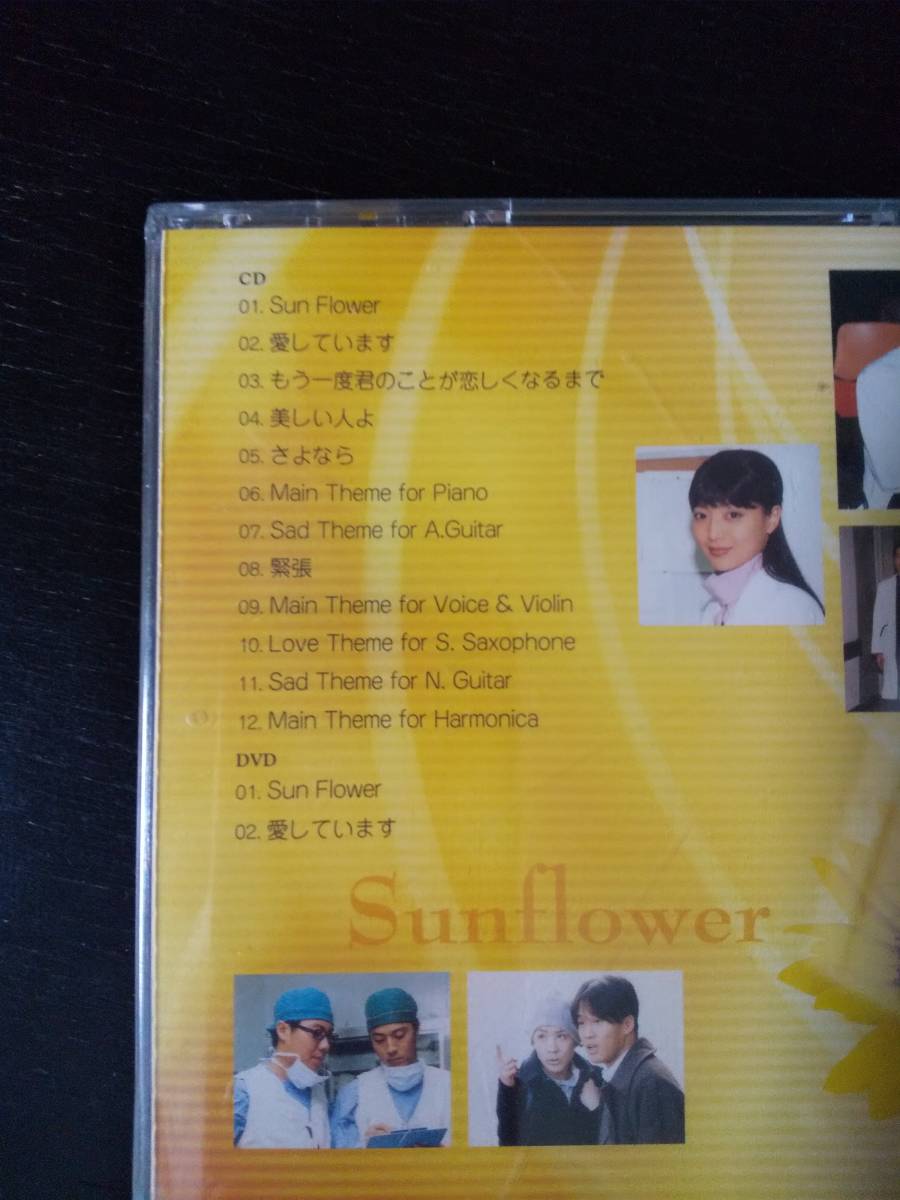 CD
01. Sun Flower
02. 愛しています
03. もう一度君のことが恋しくなるまで
04. 美しい人よ
05. さよなら
06. Main Theme for Piano
07. Sad Theme for A.Guitar
08. 緊張
09. Main Theme for Voice & Violin
10. Love Theme for S. Saxophone
11. Sad Theme for N. Guitar
12. Main Theme for Harmonica
DVD
01. Sun Flower
02. 愛しています
Sunflower